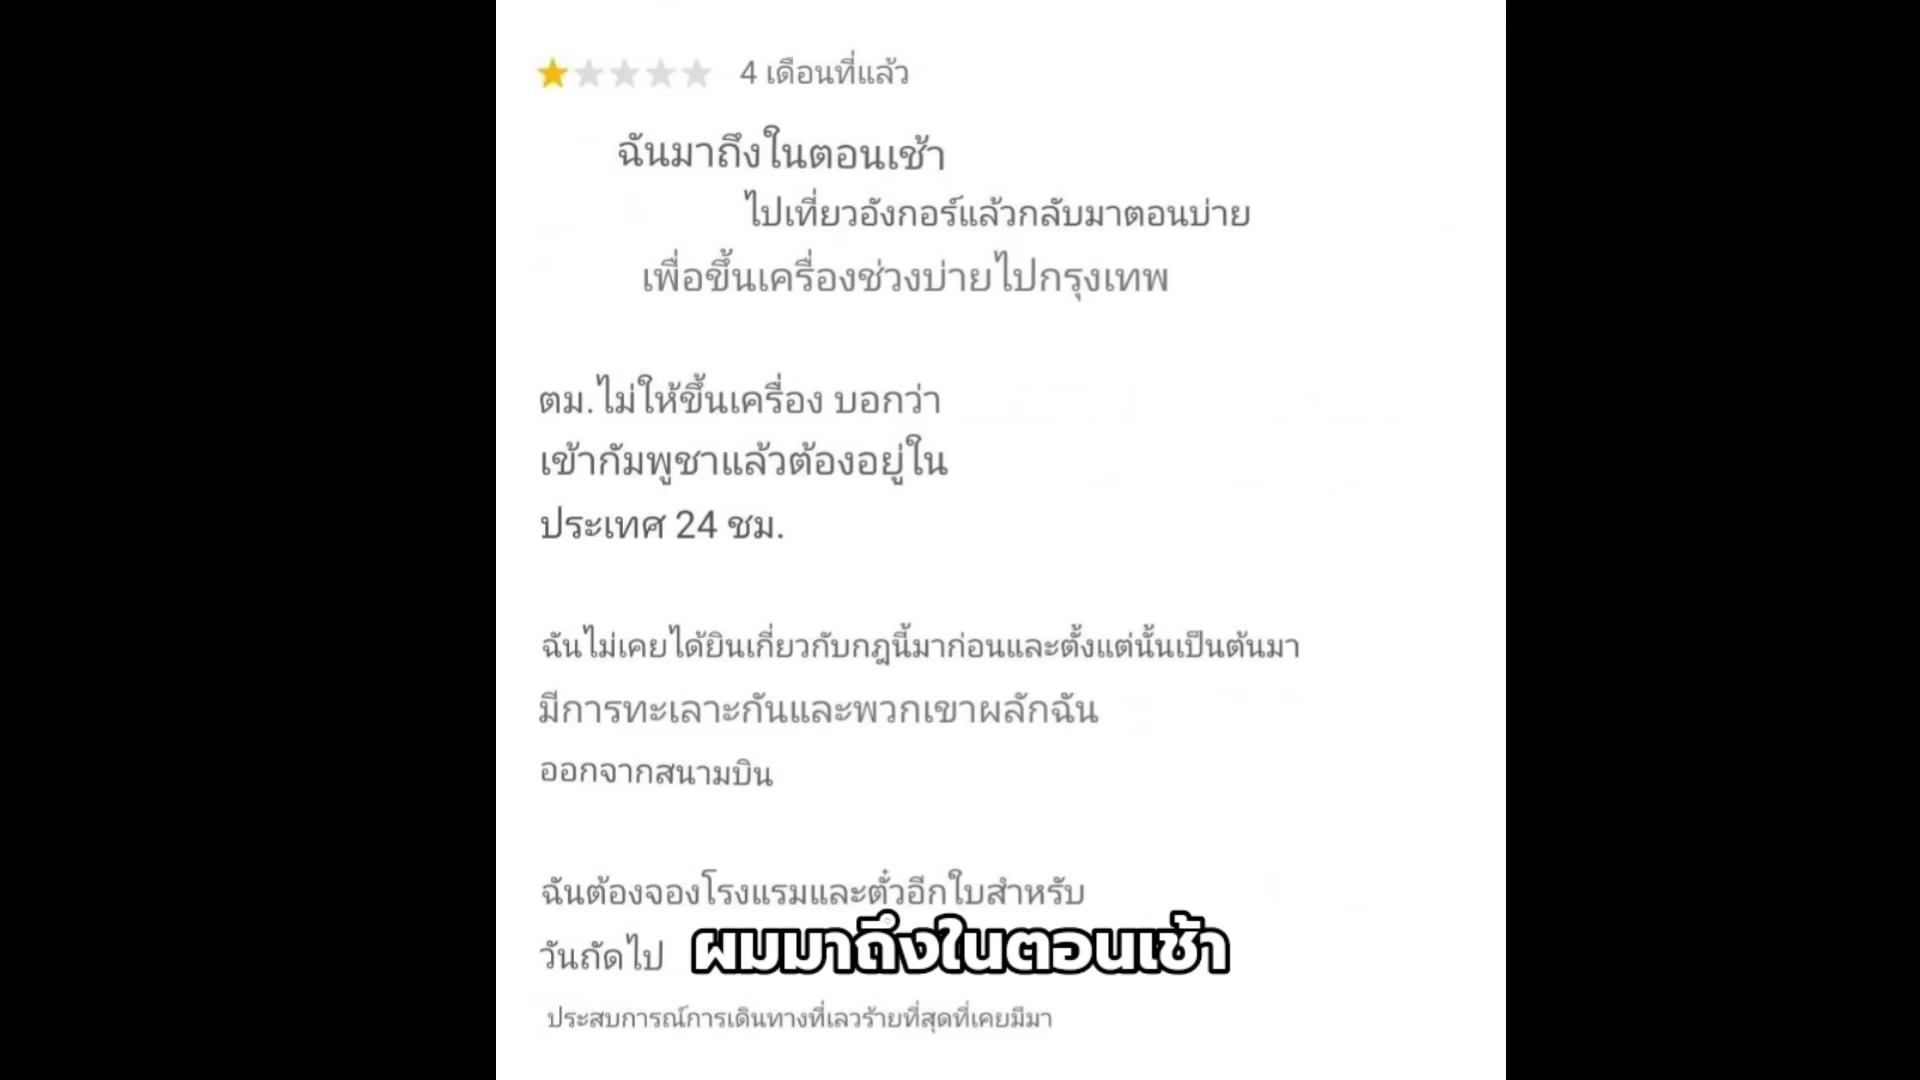 4 เดือนที่แล้ว
ฉันมาถึงในตอนเช้า
ไปเที่ยวอังกอร์แล้วกลับมาตอนบ่าย
เพื่อขึ้นเครื่องช่วงบ่ายไปกรุงเทพ
ตม.ไม่ให้ขึ้นเครื่อง บอกว่า
เข้ากัมพูชาแล้วต้องอยู่ใน
ประเทศ 24 ชม.
ฉันไม่เคยได้ยินเกี่ยวกับกฎนี้มาก่อนและตั้งแต่นั้นเป็นต้นมา
มีการทะเลาะกันและพวกเขาผลักฉัน
ออกจากสนามบิน
ฉันต้องจองโรงแรมและตั๋วอีกใบสำหรับ
วันถัดไป
ผมมาถึงในตอนเช้า
ประสบการณ์การเดินทางที่เลวร้ายที่สุดที่เคยมีมา